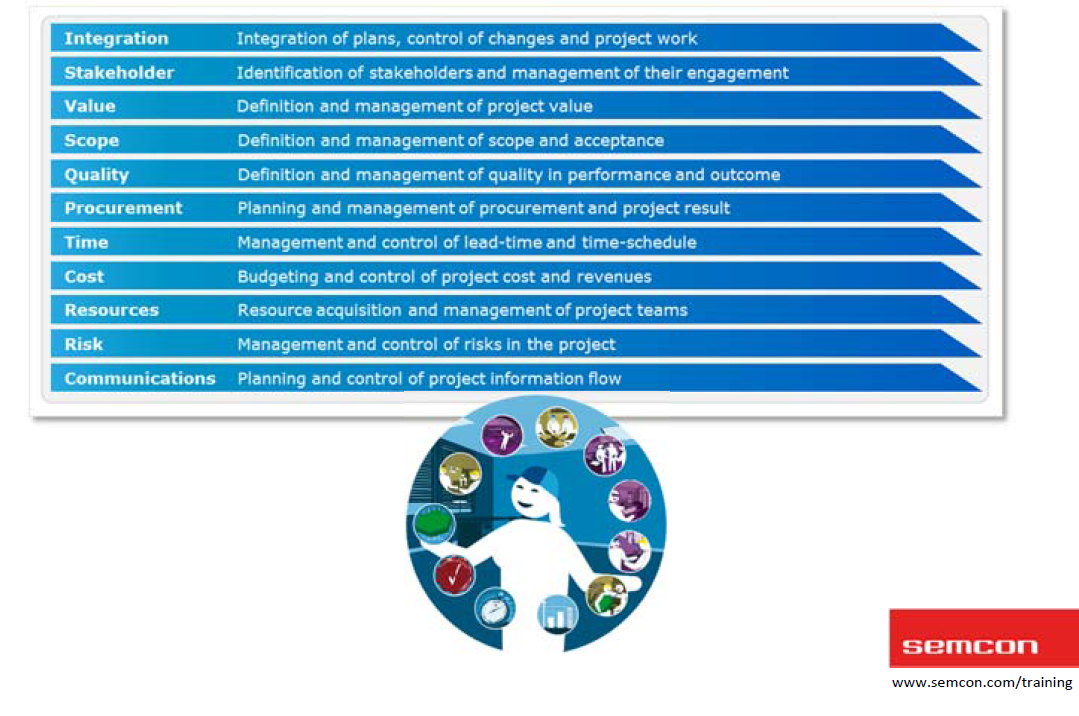 Integration Integration of plans, control of changes and project work
Stakeholder Identification of stakeholders and management of their engagement
Value Definition and management of project value
Scope Definition and management of scope and acceptance
Quality Definition and management of quality in performance and outcome
Procurement Planning and management of procurement and project result
Time Management and control of lead-time and time-schedule
Cost Budgeting and control of project cost and revenues
Resources Resource acquisition and management of project teams
Risk Management and control of risks in the project
Communications Planning and control of project information flow
semcon
www.semcon.com/training